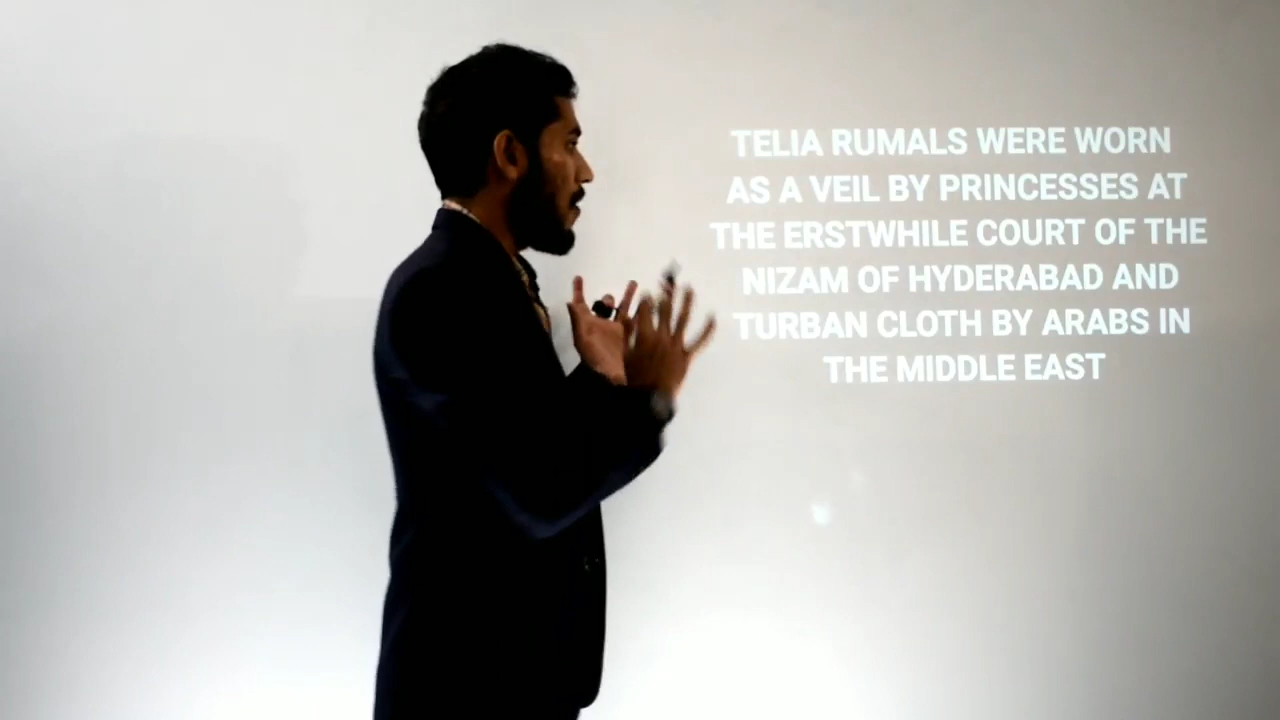 TELIA RUMALS WERE WORN
AS A VEIL BY PRINCESSES AT
THE ERSTWHILE COURT OF THE
NIZAM OF HYDERABAD AND
TURBAN CLOTH BY ARABS IN
THE MIDDLE EAST